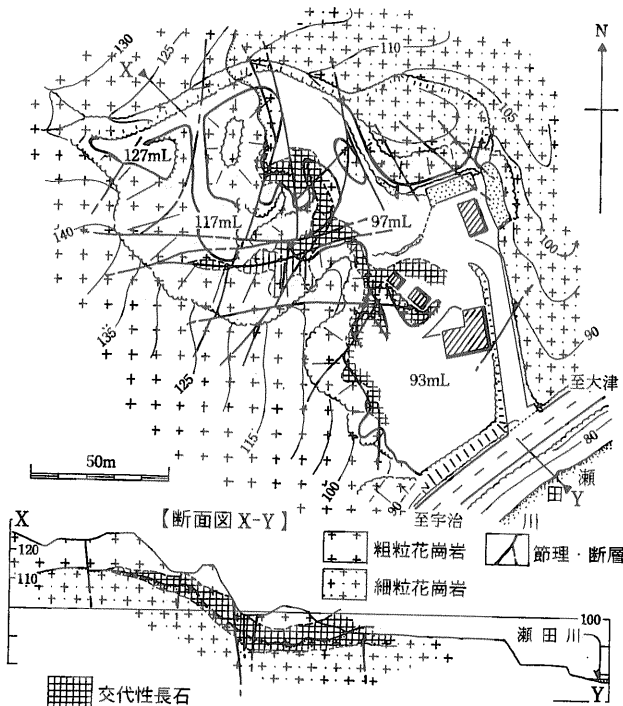 130
125
110
N
X
105
127mL
117mL
97mL
100
140
135
90
125
93mL
至大津
115
80
50m
100
瀬
90
田
Y
X
【断面図 X-Y】
至宇治
川
粗粒花崗岩
節理・断層
120
110
細粒花崗岩
100
瀬田川
交代性長石
Y